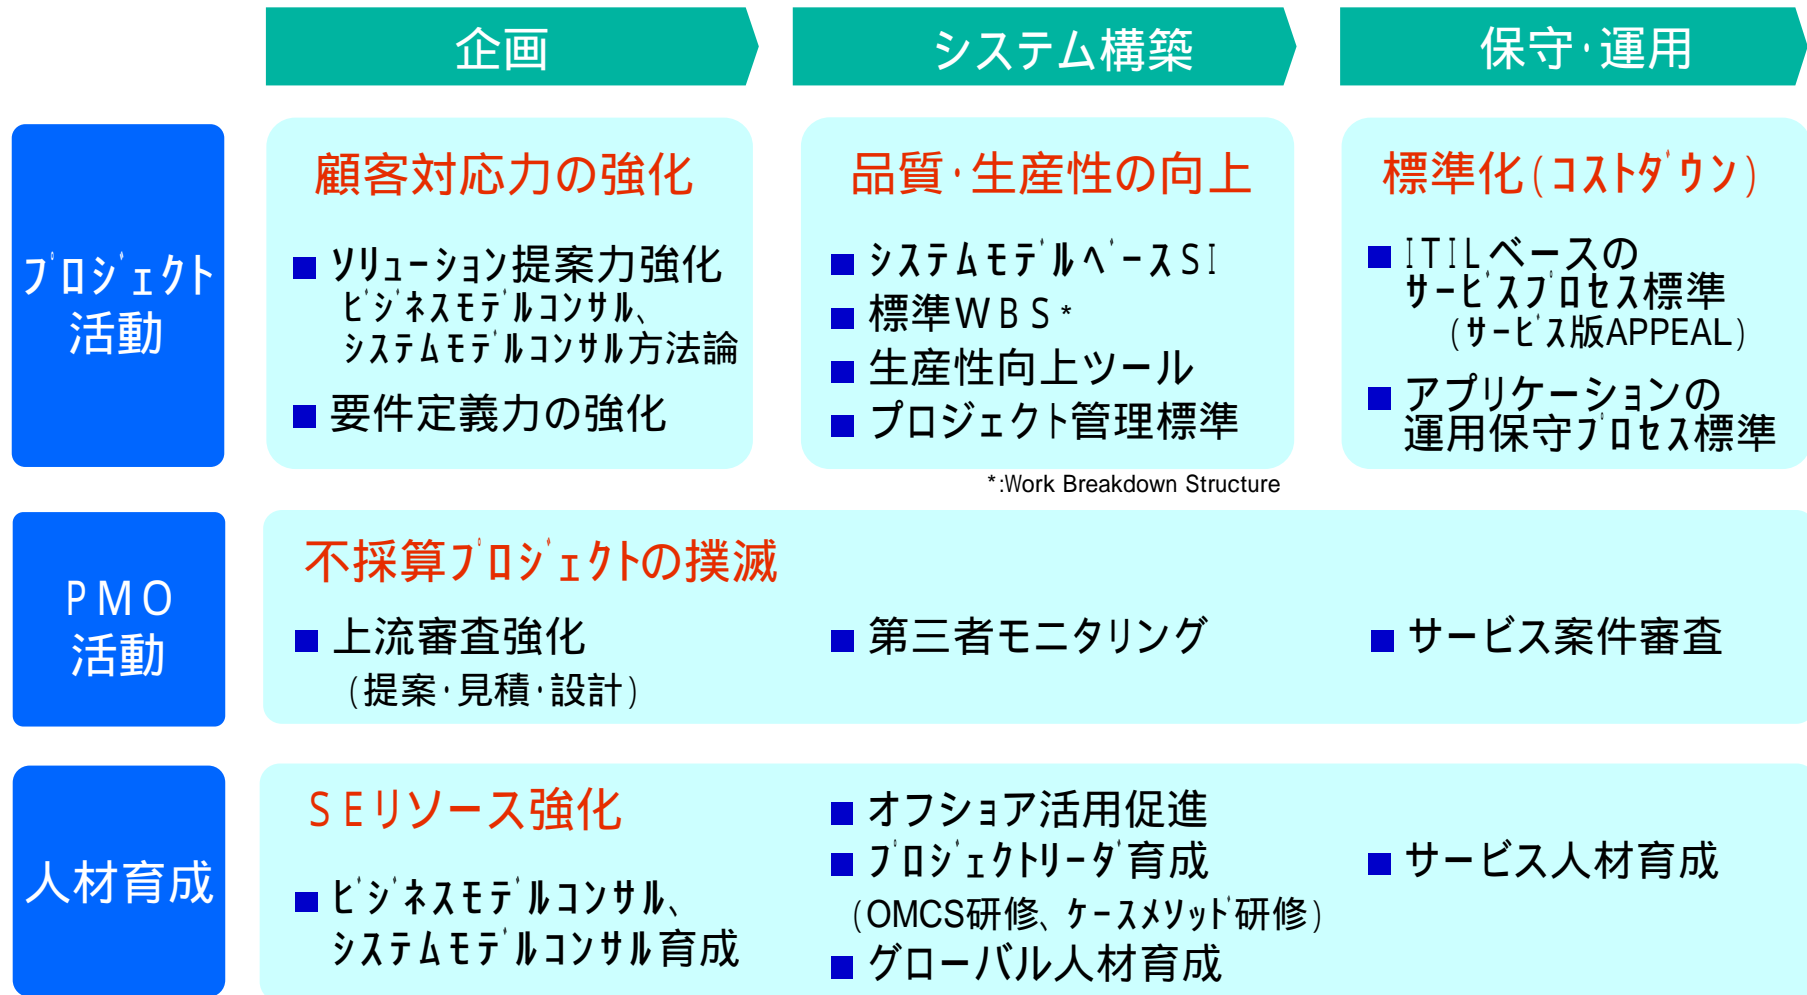 企画
システム構築
保守・運用
ﾌﾟﾛｼﾞｪｸﾄ
活動
顧客対応力の強化
■ ｿﾘｭｰｼｮﾝ提案力強化
ﾋﾞｼﾞﾈｽﾓﾃﾞﾙｺﾝｻﾙ、
ｼｽﾃﾑﾓﾃﾞﾙｺﾝｻﾙ方法論
■ 要件定義力の強化
品質・生産性の向上
■ ｼｽﾃﾑﾓﾃﾞﾙﾍﾞｰｽSI
■ 標準WBS*
■ 生産性向上ツール
■ プロジェクト管理標準
*:Work Breakdown Structure
標準化(ｺｽﾄﾀﾞｳﾝ)
■ ITILベースの
ｻｰﾋﾞｽﾌﾟﾛｾｽ標準
(ｻｰﾋﾞｽ版APPEAL)
■ アプリケーションの
運用保守ﾌﾟﾛｾｽ標準
PMO
活動
不採算ﾌﾟﾛｼﾞｪｸﾄの撲滅
■ 上流審査強化
(提案・見積・設計)
■ 第三者モニタリング
■ サービス案件審査
人材育成
SEリソース強化
■ ﾋﾞｼﾞﾈｽﾓﾃﾞﾙｺﾝｻﾙ、
ｼｽﾃﾑﾓﾃﾞﾙｺﾝｻﾙ育成
■ オフショア活用促進
■ ﾌﾟﾛｼﾞｪｸﾄﾘｰﾀﾞ育成
(OMCS研修、ｹｰｽﾒｿｯﾄﾞ研修)
■ グローバル人材育成
■ サービス人材育成